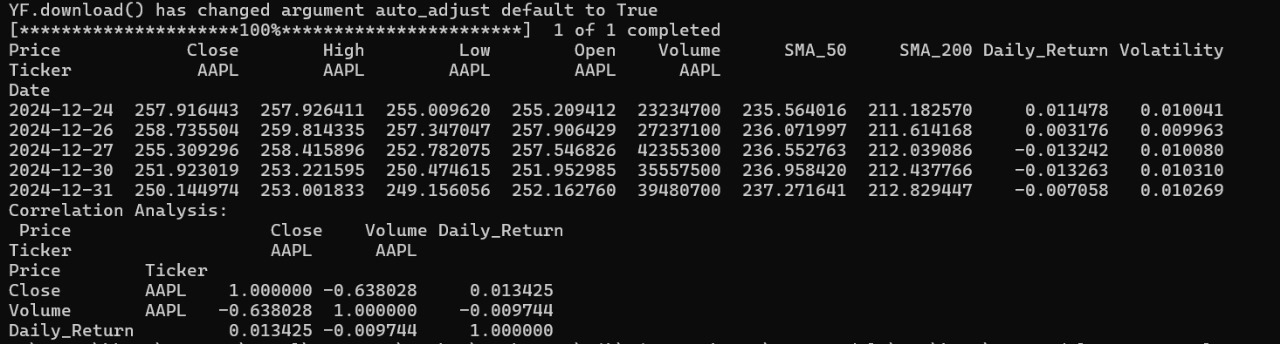 YF.download() has changed argument auto_adjust default to True
[*********************100%***********************]  1 of 1 completed
Price            Close        High         Low        Open    Volume      SMA_50     SMA_200 Daily_Return Volatility
Ticker            AAPL        AAPL        AAPL        AAPL      AAPL
Date
2024-12-24  257.916443  257.926411  255.009620  255.209412  23234700  235.564016  211.182570     0.011478   0.010041
2024-12-26  258.735504  259.814335  257.347047  257.906429  27237100  236.071997  211.614168     0.003176   0.009963
2024-12-27  255.309296  258.415896  252.782075  257.546826  42355300  236.552763  212.039086    -0.013242   0.010080
2024-12-30  251.923019  253.221595  250.474615  251.952985  35557500  236.958420  212.437766    -0.013263   0.010310
2024-12-31  250.144974  253.001833  249.156056  252.162760  39480700  237.271641  212.829447    -0.007058   0.010269
Correlation Analysis:
 Price                   Close    Volume Daily_Return
Ticker                   AAPL      AAPL
Price        Ticker
Close        AAPL    1.000000 -0.638028     0.013425
Volume       AAPL   -0.638028  1.000000    -0.009744
Daily_Return         0.013425 -0.009744     1.000000